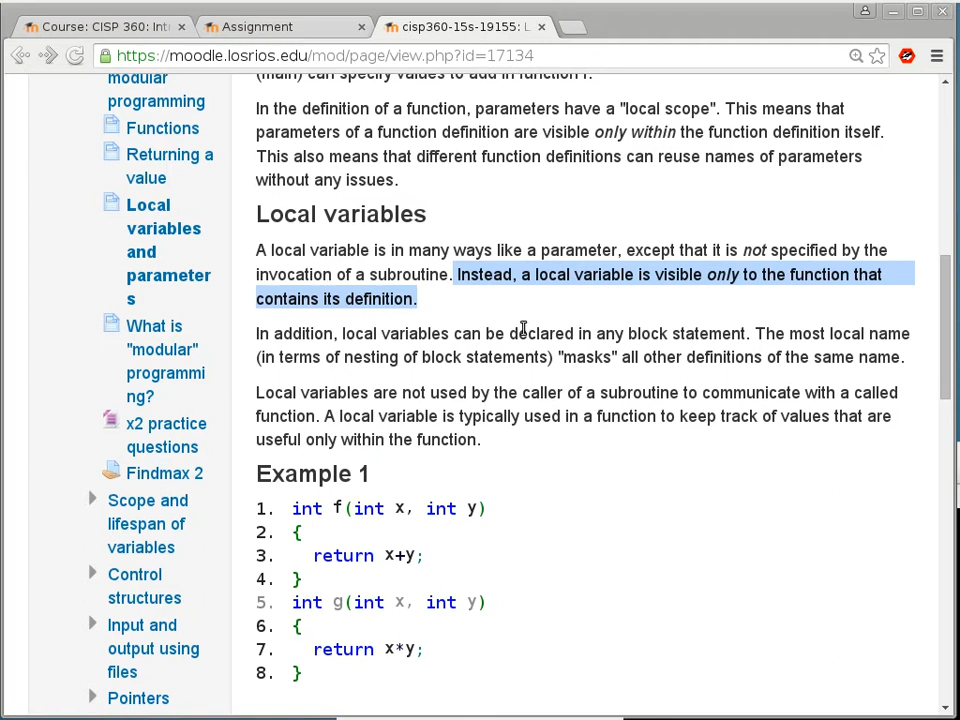 Course: CISP 360: Int
Assignment
cisp360-15s-19155: L
https://moodle.losrios.edu/mod/page/view.php?id=17134
modular
programming
Functions
Returning a
value
Local
variables
and
parameter
s
What is
"modular"
programmi
ng?
x2 practice
questions
Findmax 2
Scope and
lifespan of
variables
Control
structures
Input and
output using
files
Pointers
(main) can specify values to add in function f.
In the definition of a function, parameters have a "local scope". This means that
parameters of a function definition are visible only within the function definition itself.
This also means that different function definitions can reuse names of parameters
without any issues.
Local variables
A local variable is in many ways like a parameter, except that it is not specified by the
invocation of a subroutine. Instead, a local variable is visible only to the function that
contains its definition.
In addition, local variables can be declared in any block statement. The most local name
(in terms of nesting of block statements) "masks" all other definitions of the same name.
Local variables are not used by the caller of a subroutine to communicate with a called
function. A local variable is typically used in a function to keep track of values that are
useful only within the function.
Example 1
1. int f(int x, int y)
2. {
3. return x+y;
4. }
5. int g(int x, int y)
6. {
7. return x*y;
8. }